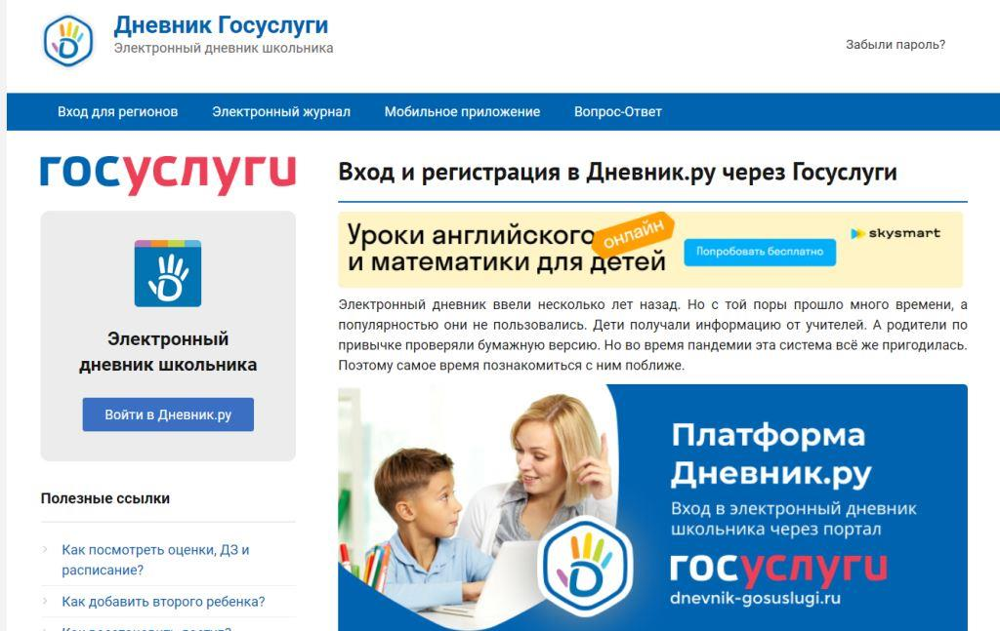 Дневник Госуслуги
Электронный дневник школьника
Забыли пароль?
Вход для регионов
Электронный журнал
Мобильное приложение
Вопрос-Ответ
госуслуги
Электронный
дневник школьника
Войти в Дневник.ру
Полезные ссылки
Как посмотреть оценки, ДЗ и
расписание?
Как добавить второго ребенка?
Вход и регистрация в Дневник.ру через Госуслуги
Уроки английского онлайн
и математики для детей
Попробовать бесплатно
skysmart
Электронный дневник ввели несколько лет назад. Но с той поры прошло много времени, а
популярностью они не пользовались. Дети получали информацию от учителей. А родители по
привычке проверяли бумажную версию. Но во время пандемии эта система всё же пригодилась.
Поэтому самое время познакомиться с ним поближе.
Платформа
Дневник.ру
Вход в электронный дневник
школьника через портал
госуслуги
dnevnik-gosuslugi.ru